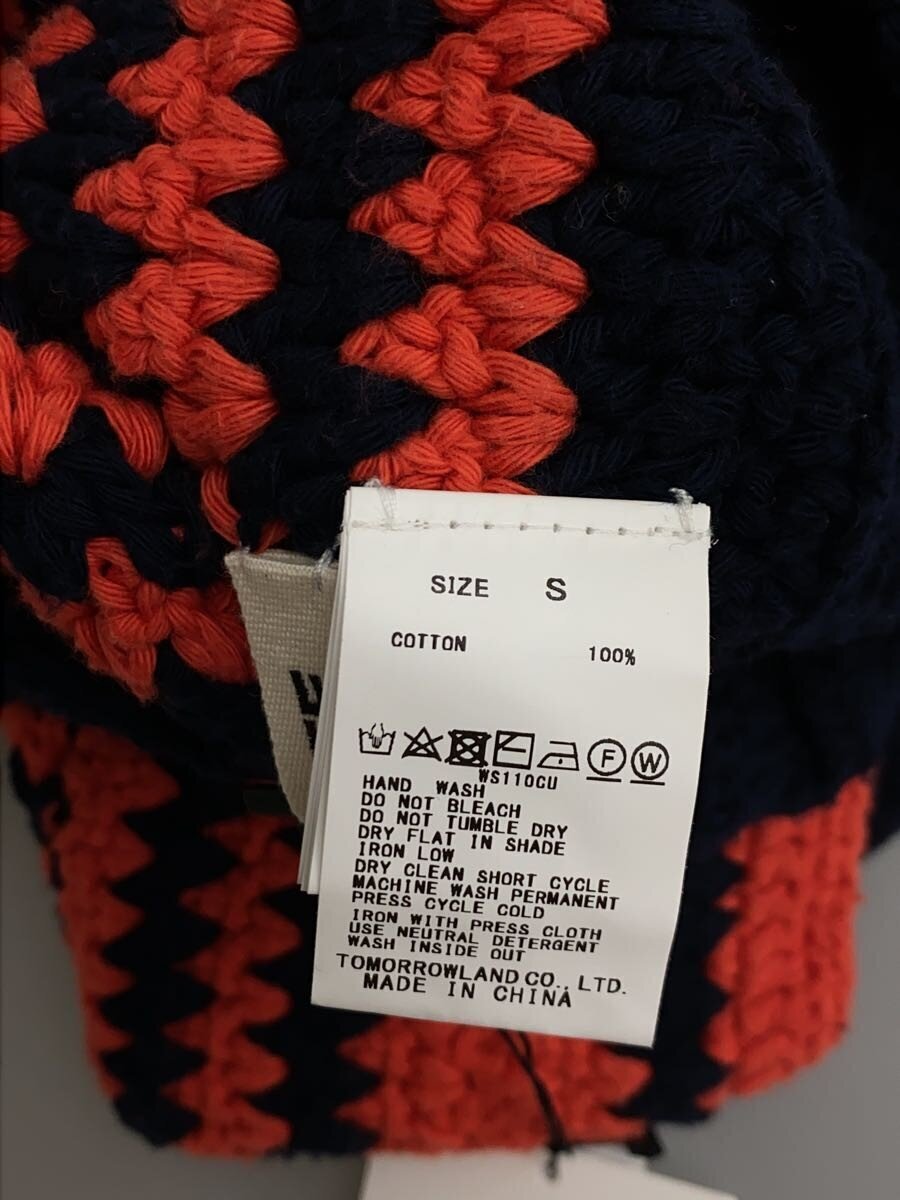 SIZE S
COTTON 100%
F W
WS110CU
HAND WASH
DO NOT BLEACH
DO NOT TUMBLE DRY
DRY FLAT IN SHADE
IRON LOW
DRY CLEAN SHORT CYCLE
MACHINE WASH PERMANENT
PRESS CYCLE COLD
IRON WITH PRESS CLOTH
USE NEUTRAL DETERGENT
WASH INSIDE OUT
TOMORROWLAND CO., LTD.
MADE IN CHINA